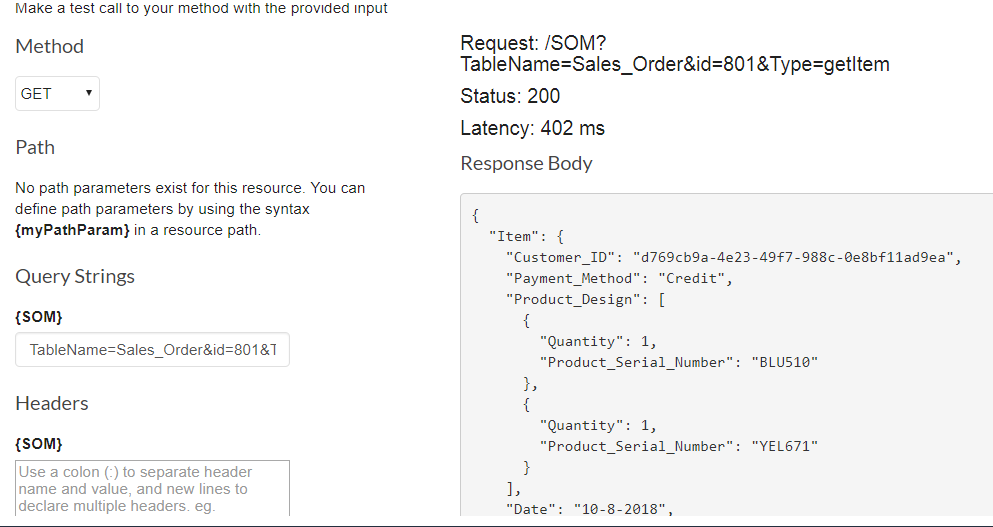 Make a test call to your method with the provided input
Method
GET
Path
No path parameters exist for this resource. You can
define path parameters by using the syntax
{myPathParam} in a resource path.
Query Strings
{SOM}
TableName=Sales_Order&id=801&T
Headers
{SOM}
Use a colon (:) to separate header
name and value, and new lines to
declare multiple headers. eg.
Request: /SOM?
TableName=Sales_Order&id=801&Type=getItem
Status: 200
Latency: 402 ms
Response Body
{
"Item": {
"Customer_ID": "d769cb9a-4e23-49f7-988c-0e8bf11ad9ea",
"Payment_Method": "Credit",
"Product_Design": [
{
"Quantity": 1,
"Product_Serial_Number": "BLU510"
},
{
"Quantity": 1,
"Product_Serial_Number": "YEL671"
}
],
"Date": "10-8-2018",